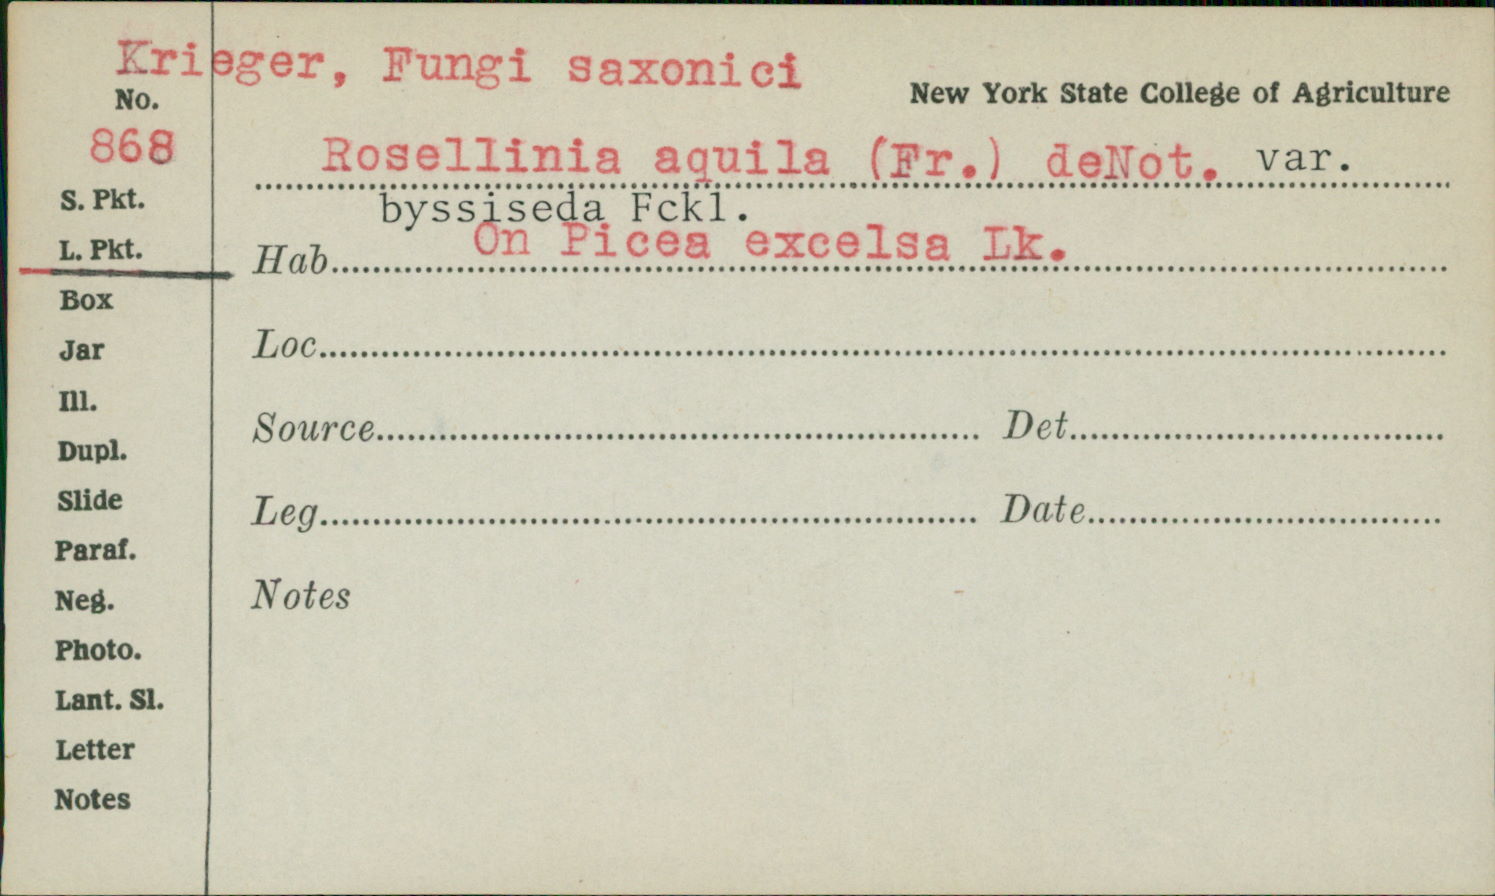 Krieger, Fungi saxonici
New York State College of Agriculture
No.
868
Rosellinia aquila (Fr.) deNot. var.
byssiseda Fckl.
S. Pkt.
L. Pkt.
Hab. On Picea excelsa Lk.
Box
Jar
Loc.
Ill.
Source Det.
Dupl.
Slide
Leg. Date
Paraf.
Neg.
Notes
Photo.
Lant. Sl.
Letter
Notes